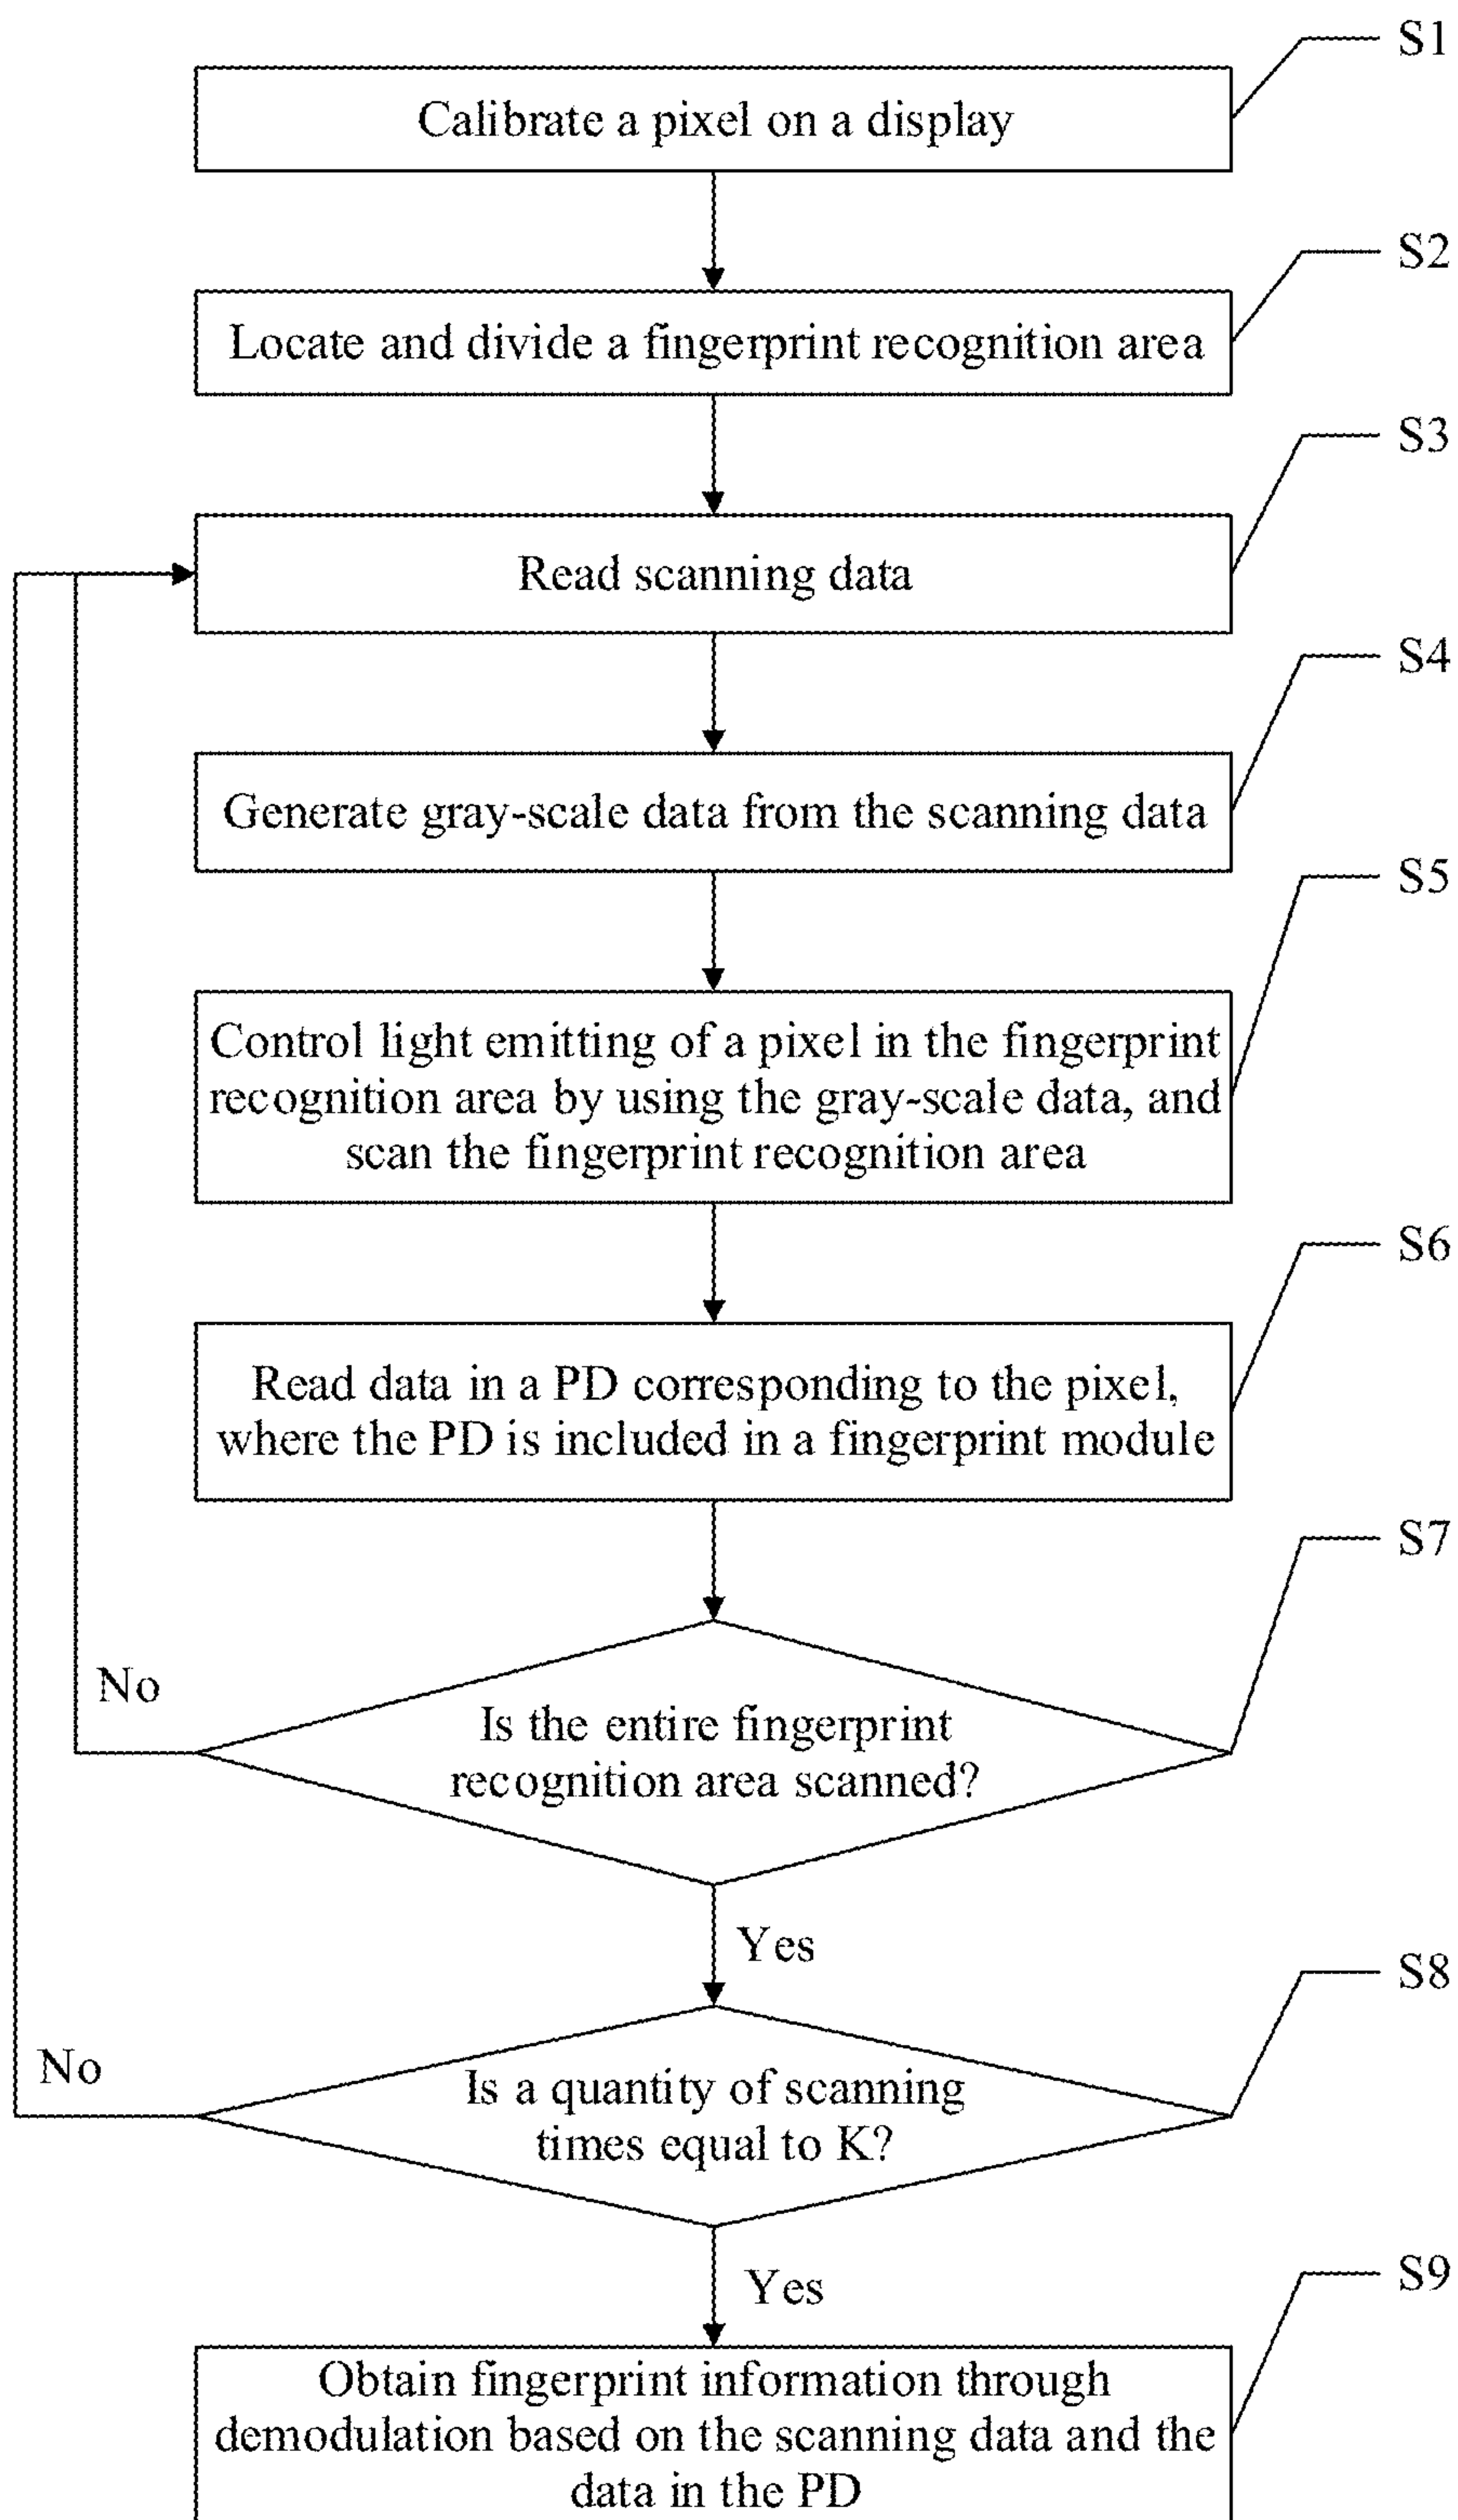 S1
Calibrate a pixel on a display
S2
Locate and divide a fingerprint recognition area
S3
Read scanning data
S4
Generate gray-scale data from the scanning data
S5
Control light emitting of a pixel in the fingerprint
recognition area by using the gray-scale data, and
scan the fingerprint recognition area
S6
Read data in a PD corresponding to the pixel,
where the PD is included in a fingerprint module
S7
No
Is the entire fingerprint
recognition area scanned?
Yes
S8
No
Is a quantity of scanning
times equal to K?
Yes
S9
Obtain fingerprint information through
demodulation based on the scanning data and the
data in the PD